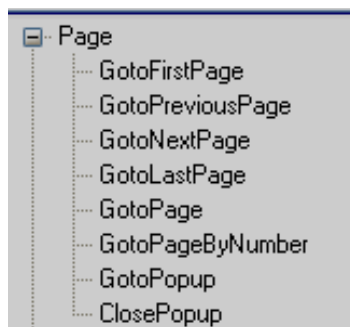 Page
GotoFirstPage
GotoPreviousPage
GotoNextPage
GotoLastPage
GotoPage
GotoPageByNumber
GotoPopup
ClosePopup